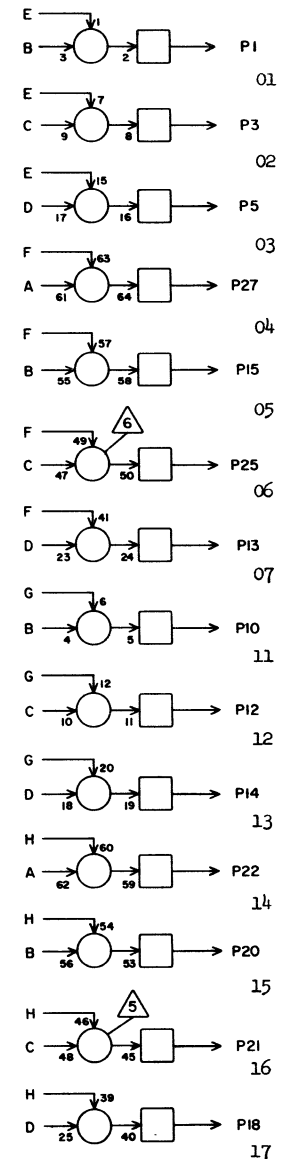 E 1
B 3 2 P1
01
E 7
C 9 8 P3
02
E 15
D 17 16 P5
03
F 63
A 61 64 P27
04
F 57
B 55 58 P15
05
6
F 49
C 47 50 P25
06
F 41
D 23 24 P13
07
G 6
B 4 5 P10
11
G 12
C 10 11 P12
12
G 20
D 18 19 P14
13
H 60
A 62 59 P22
14
H 54
B 56 53 P20
15
5
H 46
C 48 45 P21
16
H 39
D 25 40 P18
17